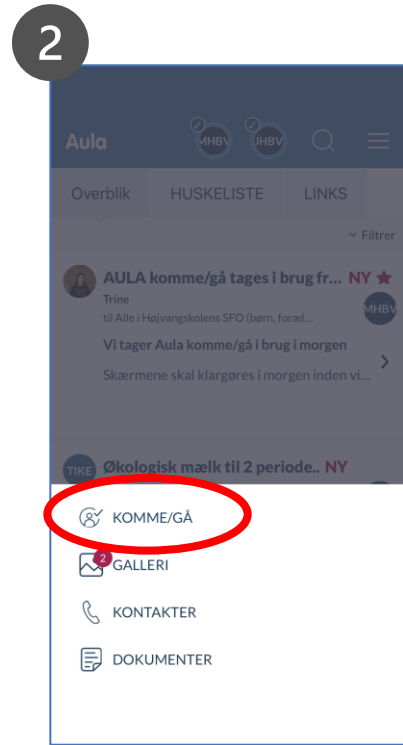 2
Aula
MHBV
JHBV
Overblik HUSKELISTE LINKS
Filtrer
AULA komme/gå tages i brug fr... NY
Trine
til Alle i Højvangskolens SFO (børn, foræl...
MHBV
Vi tager Aula komme/gå i brug i morgen
Skærmene skal klargøres i morgen inden vi...
TIKE
Økologisk mælk til 2 periode.. NY
KOMME/GÅ
2
GALLERI
KONTAKTER
DOKUMENTER